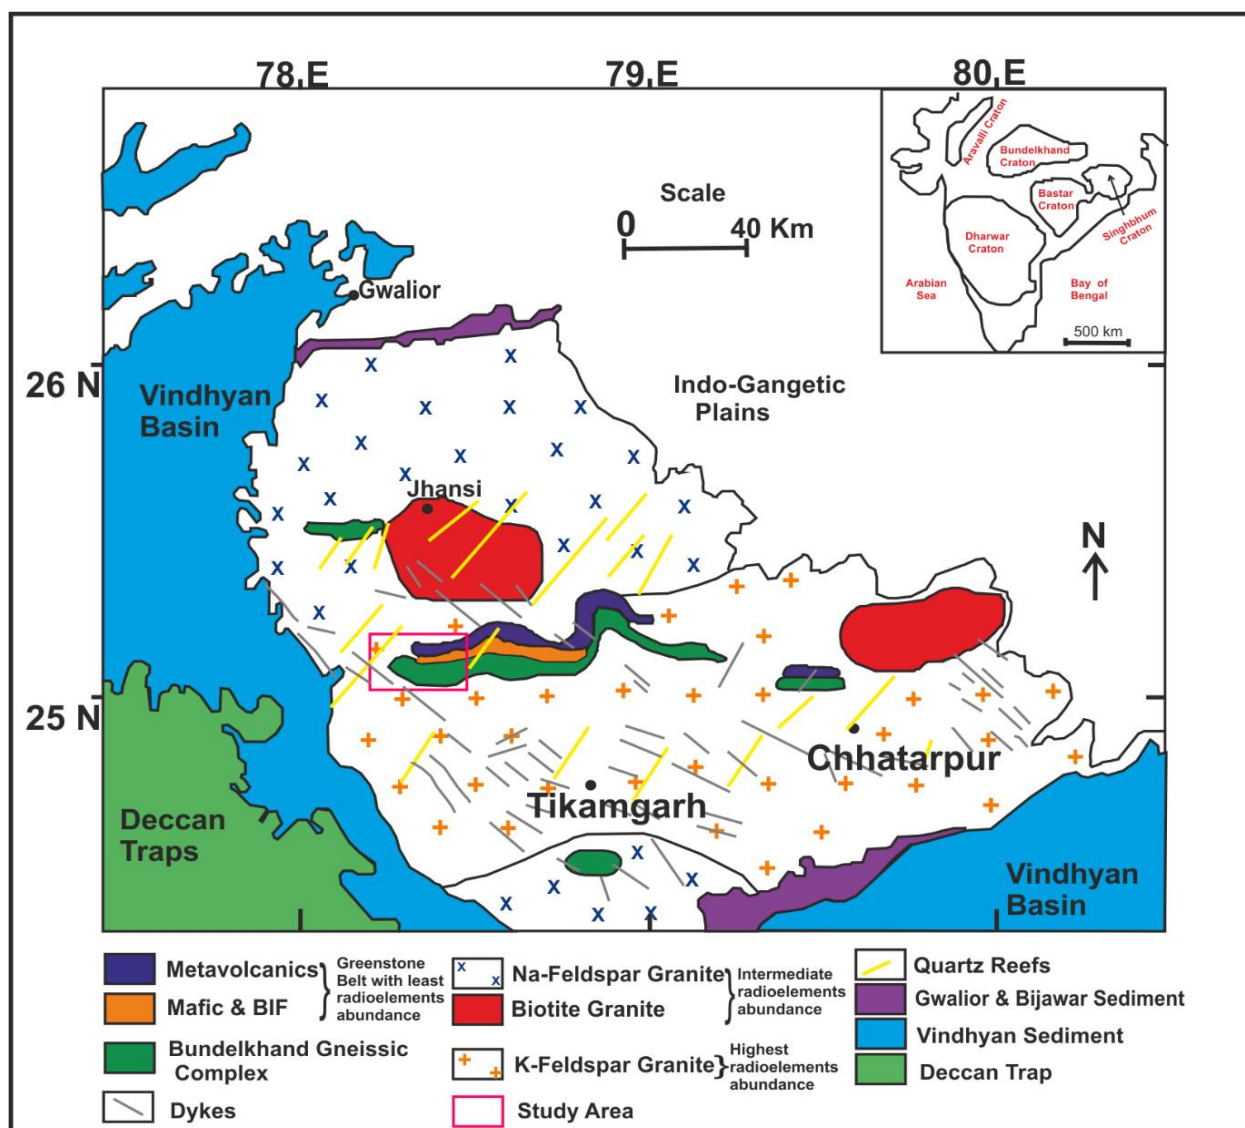 78 E
79 E
80 E
26 N
25 N
Scale
0
40 Km
Gwalior
Vindhyan
Basin
Indo-Gangetic
Plains
Jhansi
N
Chhatarpur
Tikamgarh
Deccan
Traps
Vindhyan
Basin
Aravalli Craton
Bundelkhand
Craton
Bastar
Craton
Singhbhum
Craton
Dharwar
Craton
Arabian
Sea
Bay of
Bengal
500 km
Metavolcanics
Mafic & BIF
Greenstone
Belt with least
radioelements
abundance
Bundelkhand Gneissic
Complex
Dykes
Na-Feldspar Granite
Biotite Granite
Intermediate
radioelements
abundance
K-Feldspar Granite
Highest
radioelements
abundance
Study Area
Quartz Reefs
Gwalior & Bijawar Sediment
Vindhyan Sediment
Deccan Trap